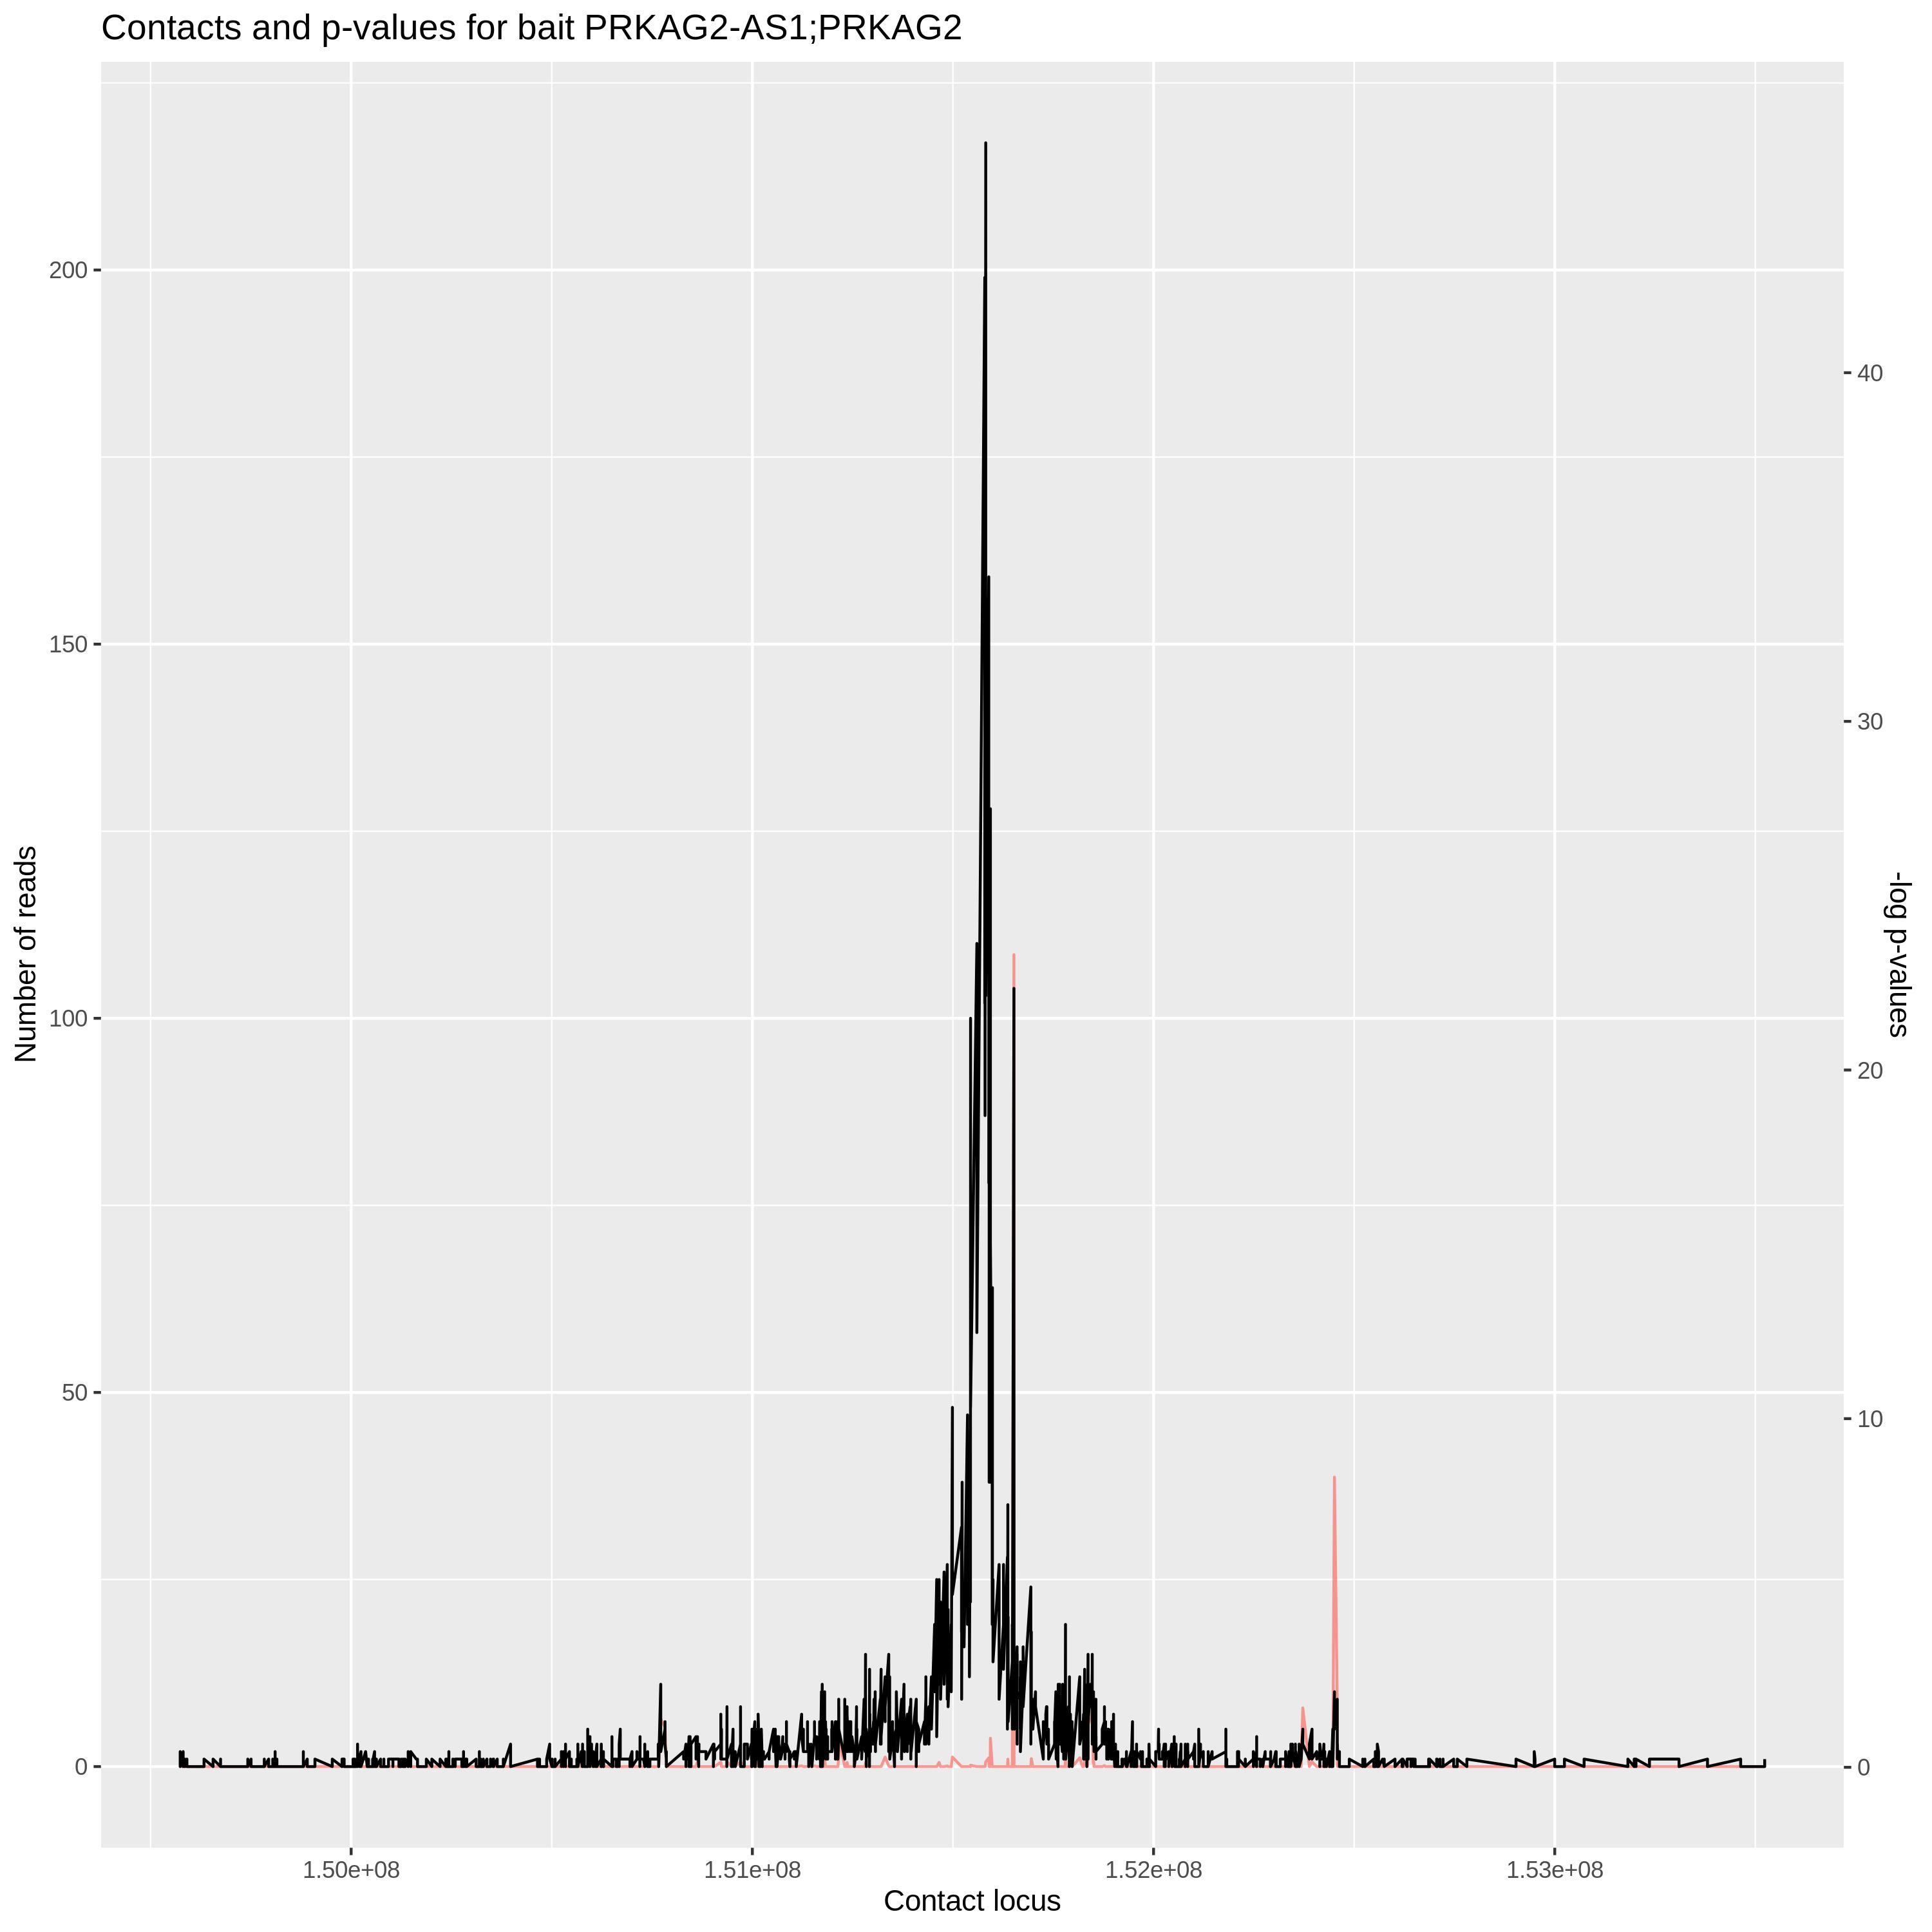 Contacts and p-values for bait PRKAG2-AS1;PRKAG2
Number of reads
200
150
100
50
0
40
30
20
10
0
-log p-values
1.50e+08 1.51e+08 1.52e+08 1.53e+08
Contact locus